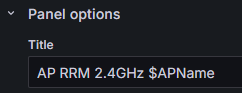 Panel options
Title
AP RRM 2.4GHz $APName